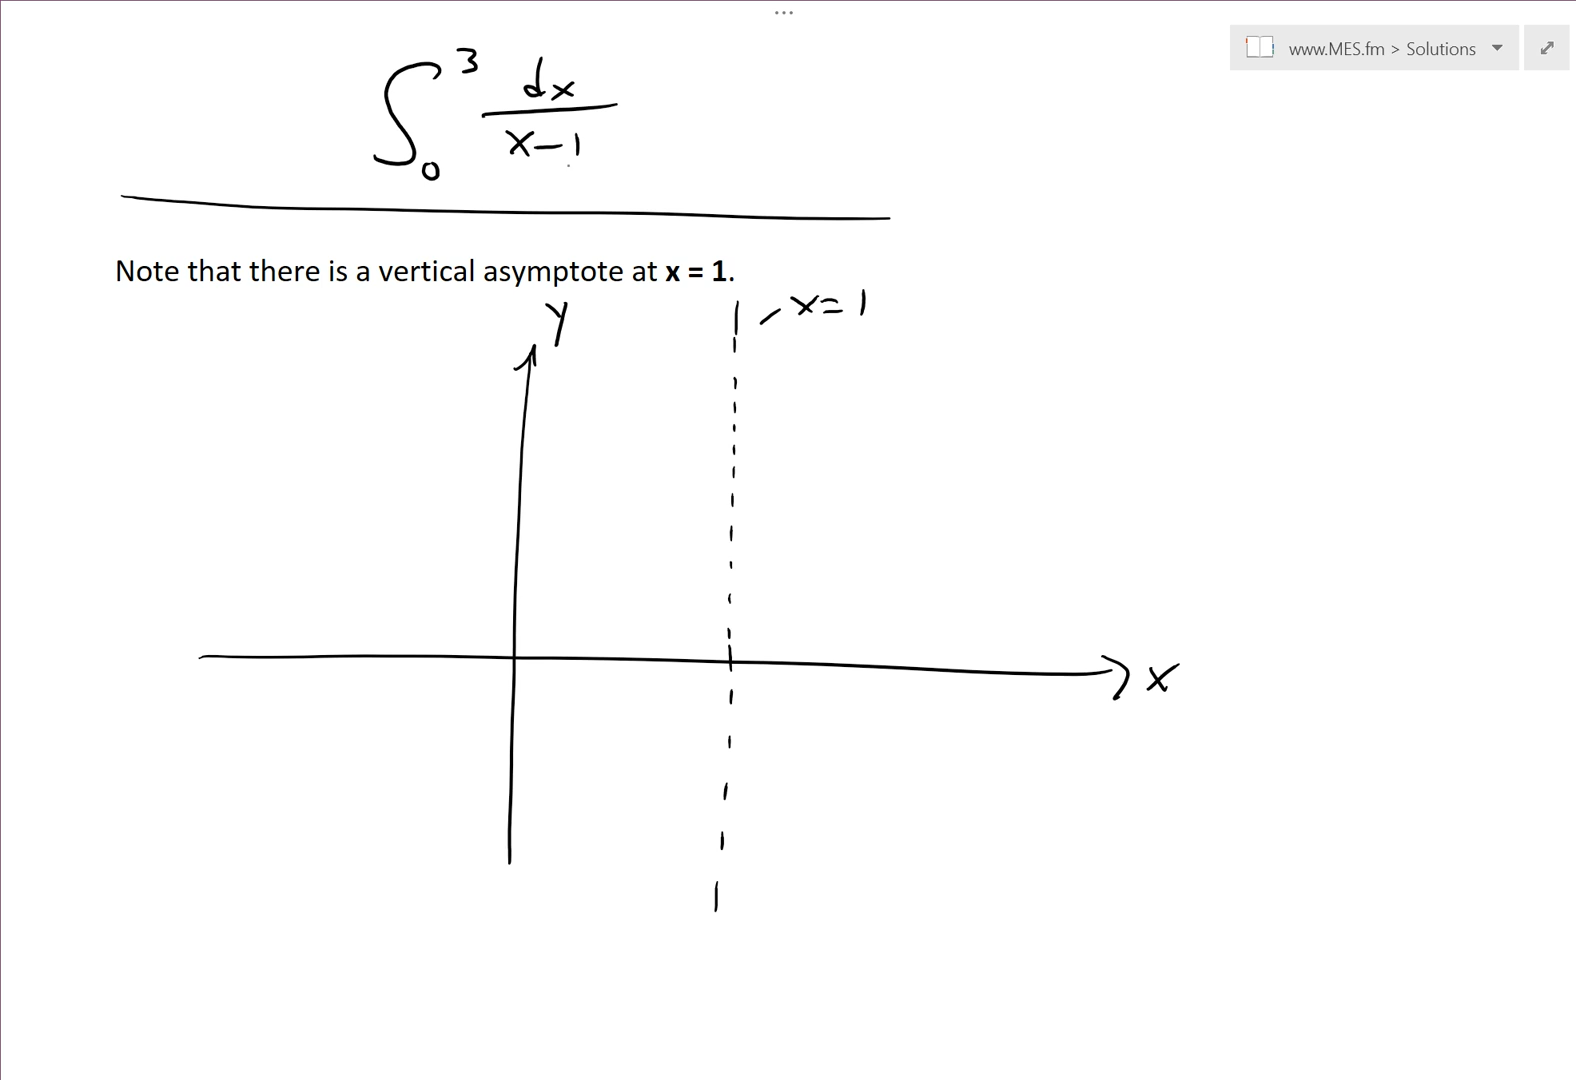 www.MES.fm > Solutions
∫₀³ dx
x-1
Note that there is a vertical asymptote at x = 1.
y
x=1
x